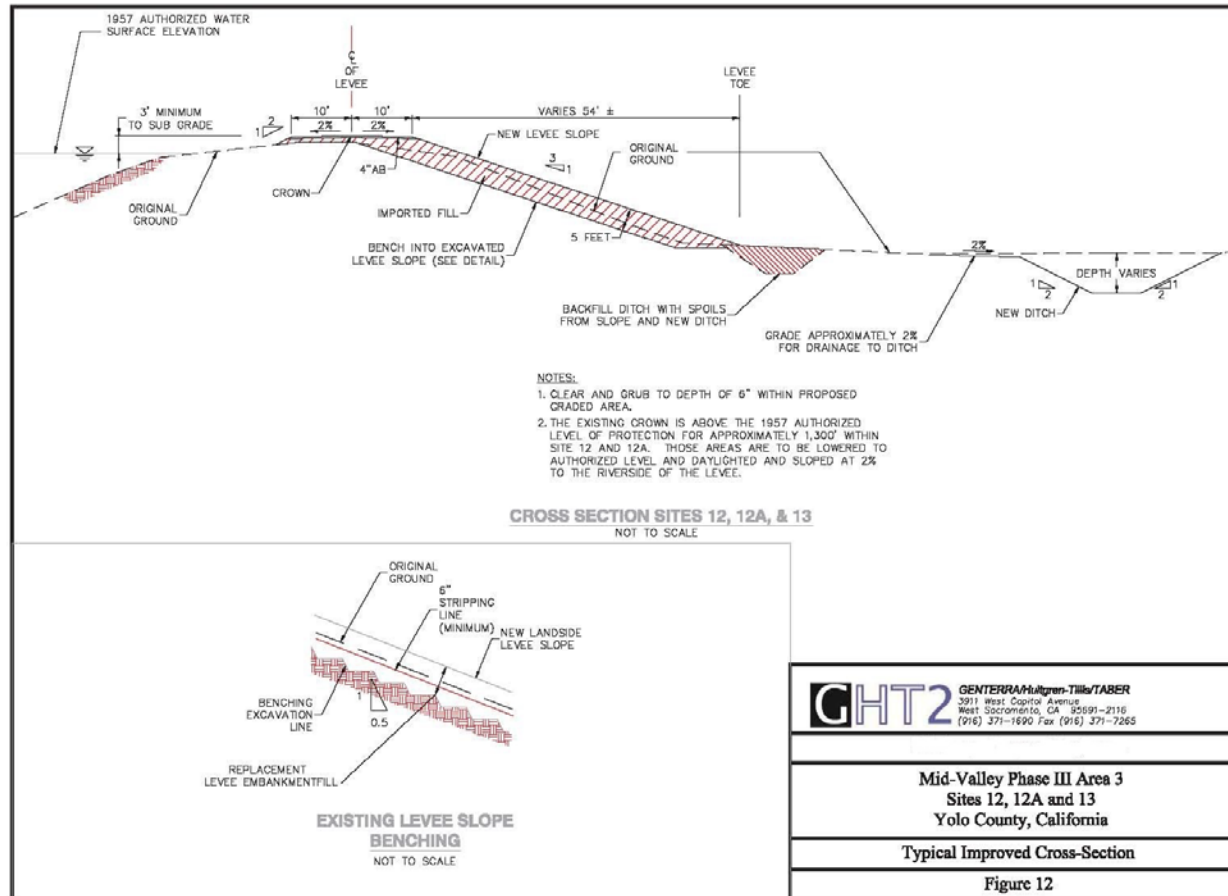 1957 AUTHORIZED WATER
SURFACE ELEVATION
℄
OF
LEVEE
LEVEE
TOE
3' MINIMUM
TO SUB GRADE
2
1
10'
10'
2%
2%
VARIES 54' ±
NEW LEVEE SLOPE
ORIGINAL
GROUND
3
1
4"AB
CROWN
ORIGINAL
GROUND
IMPORTED FILL
5 FEET
BENCH INTO EXCAVATED
LEVEE SLOPE (SEE DETAIL)
2%
DEPTH VARIES
1
2
1
2
NEW DITCH
BACKFILL DITCH WITH SPOILS
FROM SLOPE AND NEW DITCH
GRADE APPROXIMATELY 2%
FOR DRAINAGE TO DITCH
NOTES:
1. CLEAR AND GRUB TO DEPTH OF 6" WITHIN PROPOSED
GRADED AREA.
2. THE EXISTING CROWN IS ABOVE THE 1957 AUTHORIZED
LEVEL OF PROTECTION FOR APPROXIMATELY 1,300' WITHIN
SITE 12 AND 12A. THOSE AREAS ARE TO BE LOWERED TO
AUTHORIZED LEVEL AND DAYLIGHTED AND SLOPED AT 2%
TO THE RIVERSIDE OF THE LEVEE.
CROSS SECTION SITES 12, 12A, & 13
NOT TO SCALE
ORIGINAL
GROUND
6"
STRIPPING
LINE
(MINIMUM)
NEW LANDSIDE
LEVEE SLOPE
BENCHING
EXCAVATION
LINE
1
0.5
REPLACEMENT
LEVEE EMBANKMENTFILL
EXISTING LEVEE SLOPE
BENCHING
NOT TO SCALE
GHT2
GENTERRA/Hultgren-Tillis/TABER
3911 West Capitol Avenue
West Sacramento, CA 95691-2116
(916) 371-1690 Fax (916) 371-7265
Mid-Valley Phase III Area 3
Sites 12, 12A and 13
Yolo County, California
Typical Improved Cross-Section
Figure 12